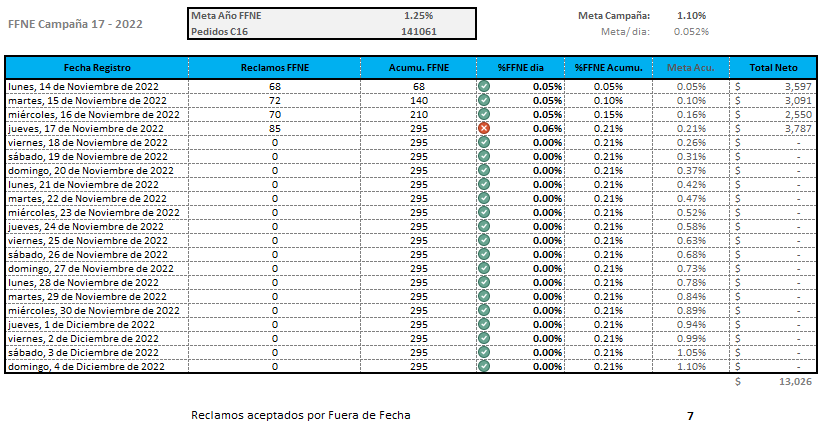 FFNE Campaña 17 - 2022
Meta Año FFNE 1.25%
Pedidos C16 141061
Meta Campaña: 1.10%
Meta/ dia: 0.052%
Fecha Registro Reclamos FFNE Acumu. FFNE %FFNE dia %FFNE Acumu. Meta Acu. Total Neto
lunes, 14 de Noviembre de 2022 68 68 0.05% 0.05% 0.05% $ 3,597
martes, 15 de Noviembre de 2022 72 140 0.05% 0.10% 0.10% $ 3,091
miércoles, 16 de Noviembre de 2022 70 210 0.05% 0.15% 0.16% $ 2,550
jueves, 17 de Noviembre de 2022 85 295 0.06% 0.21% 0.21% $ 3,787
viernes, 18 de Noviembre de 2022 0 295 0.00% 0.21% 0.26% $ -
sábado, 19 de Noviembre de 2022 0 295 0.00% 0.21% 0.31% $ -
domingo, 20 de Noviembre de 2022 0 295 0.00% 0.21% 0.37% $ -
lunes, 21 de Noviembre de 2022 0 295 0.00% 0.21% 0.42% $ -
martes, 22 de Noviembre de 2022 0 295 0.00% 0.21% 0.47% $ -
miércoles, 23 de Noviembre de 2022 0 295 0.00% 0.21% 0.52% $ -
jueves, 24 de Noviembre de 2022 0 295 0.00% 0.21% 0.58% $ -
viernes, 25 de Noviembre de 2022 0 295 0.00% 0.21% 0.63% $ -
sábado, 26 de Noviembre de 2022 0 295 0.00% 0.21% 0.68% $ -
domingo, 27 de Noviembre de 2022 0 295 0.00% 0.21% 0.73% $ -
lunes, 28 de Noviembre de 2022 0 295 0.00% 0.21% 0.78% $ -
martes, 29 de Noviembre de 2022 0 295 0.00% 0.21% 0.84% $ -
miércoles, 30 de Noviembre de 2022 0 295 0.00% 0.21% 0.89% $ -
jueves, 1 de Diciembre de 2022 0 295 0.00% 0.21% 0.94% $ -
viernes, 2 de Diciembre de 2022 0 295 0.00% 0.21% 0.99% $ -
sábado, 3 de Diciembre de 2022 0 295 0.00% 0.21% 1.05% $ -
domingo, 4 de Diciembre de 2022 0 295 0.00% 0.21% 1.10% $ -
$ 13,026
Reclamos aceptados por Fuera de Fecha 7